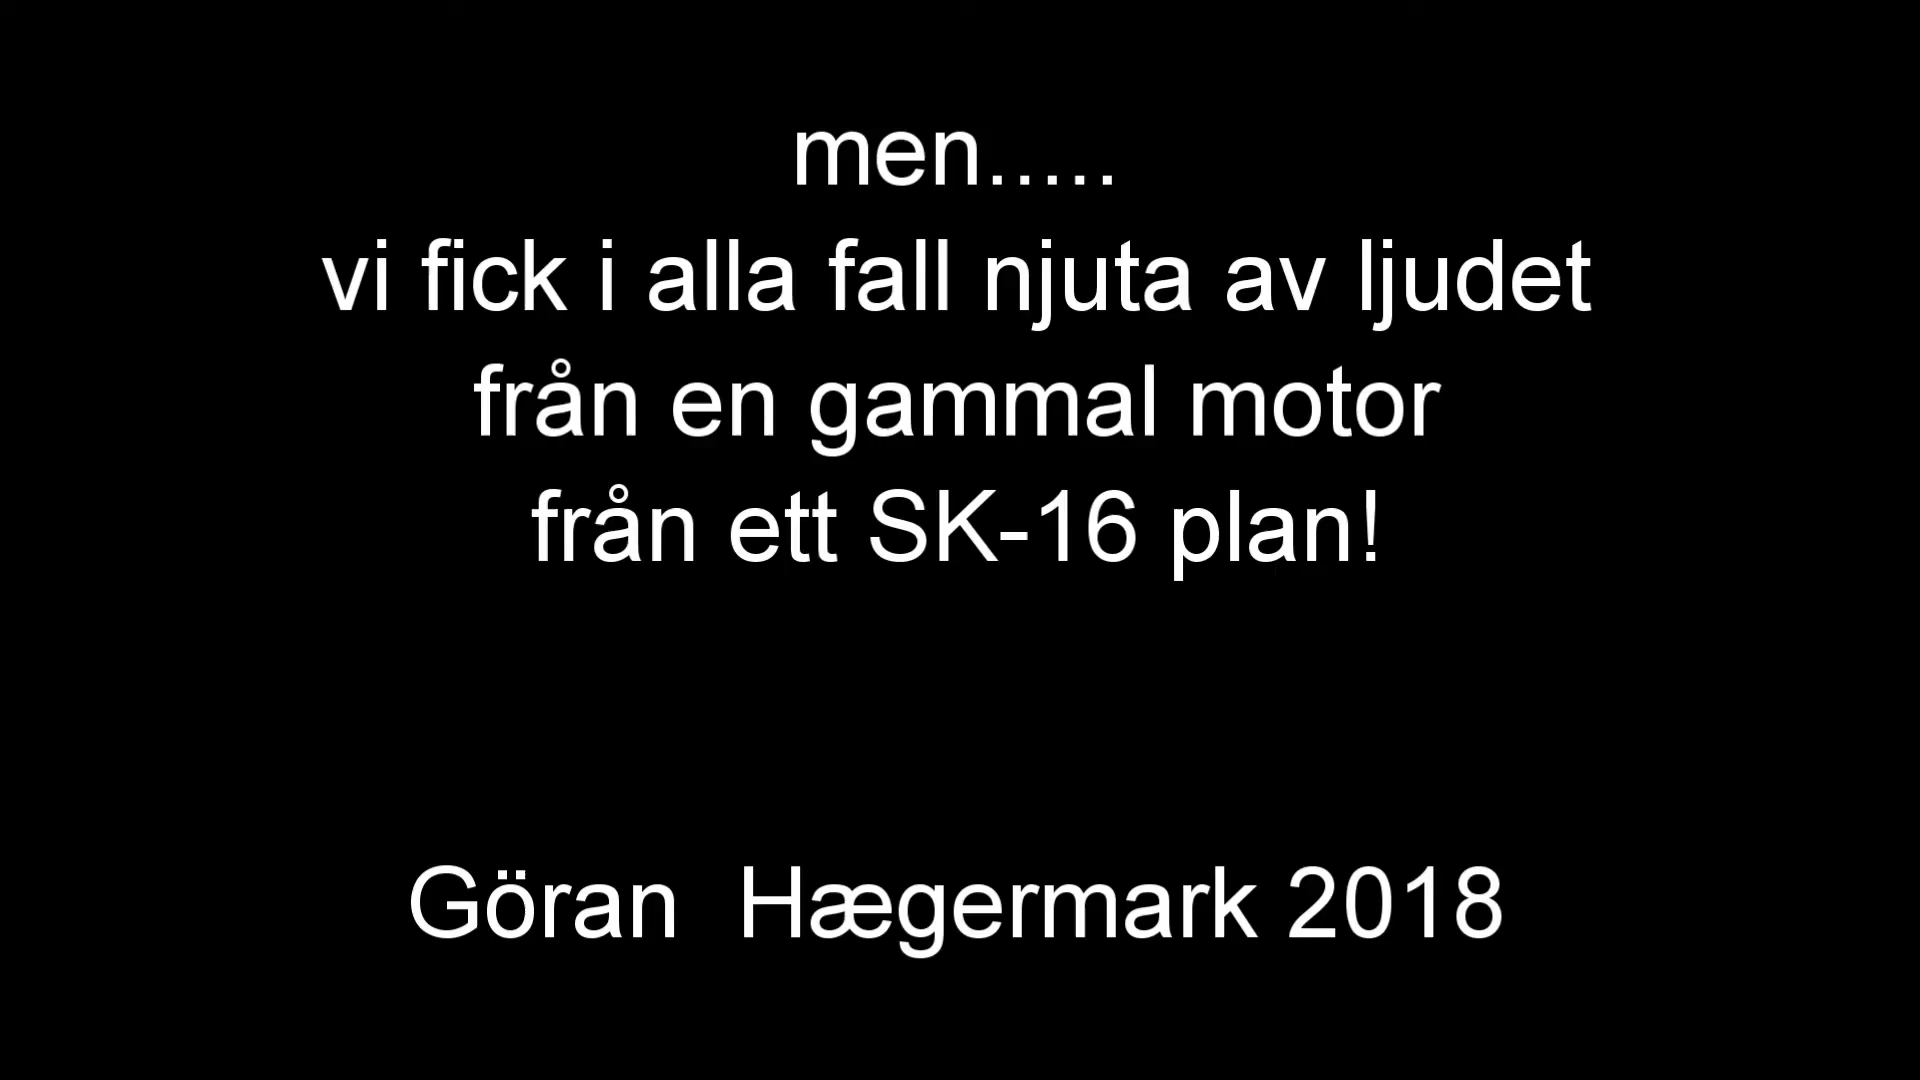 men.....
vi fick i alla fall njuta av ljudet
från en gammal motor
från ett SK-16 plan!
Göran  Hægermark 2018